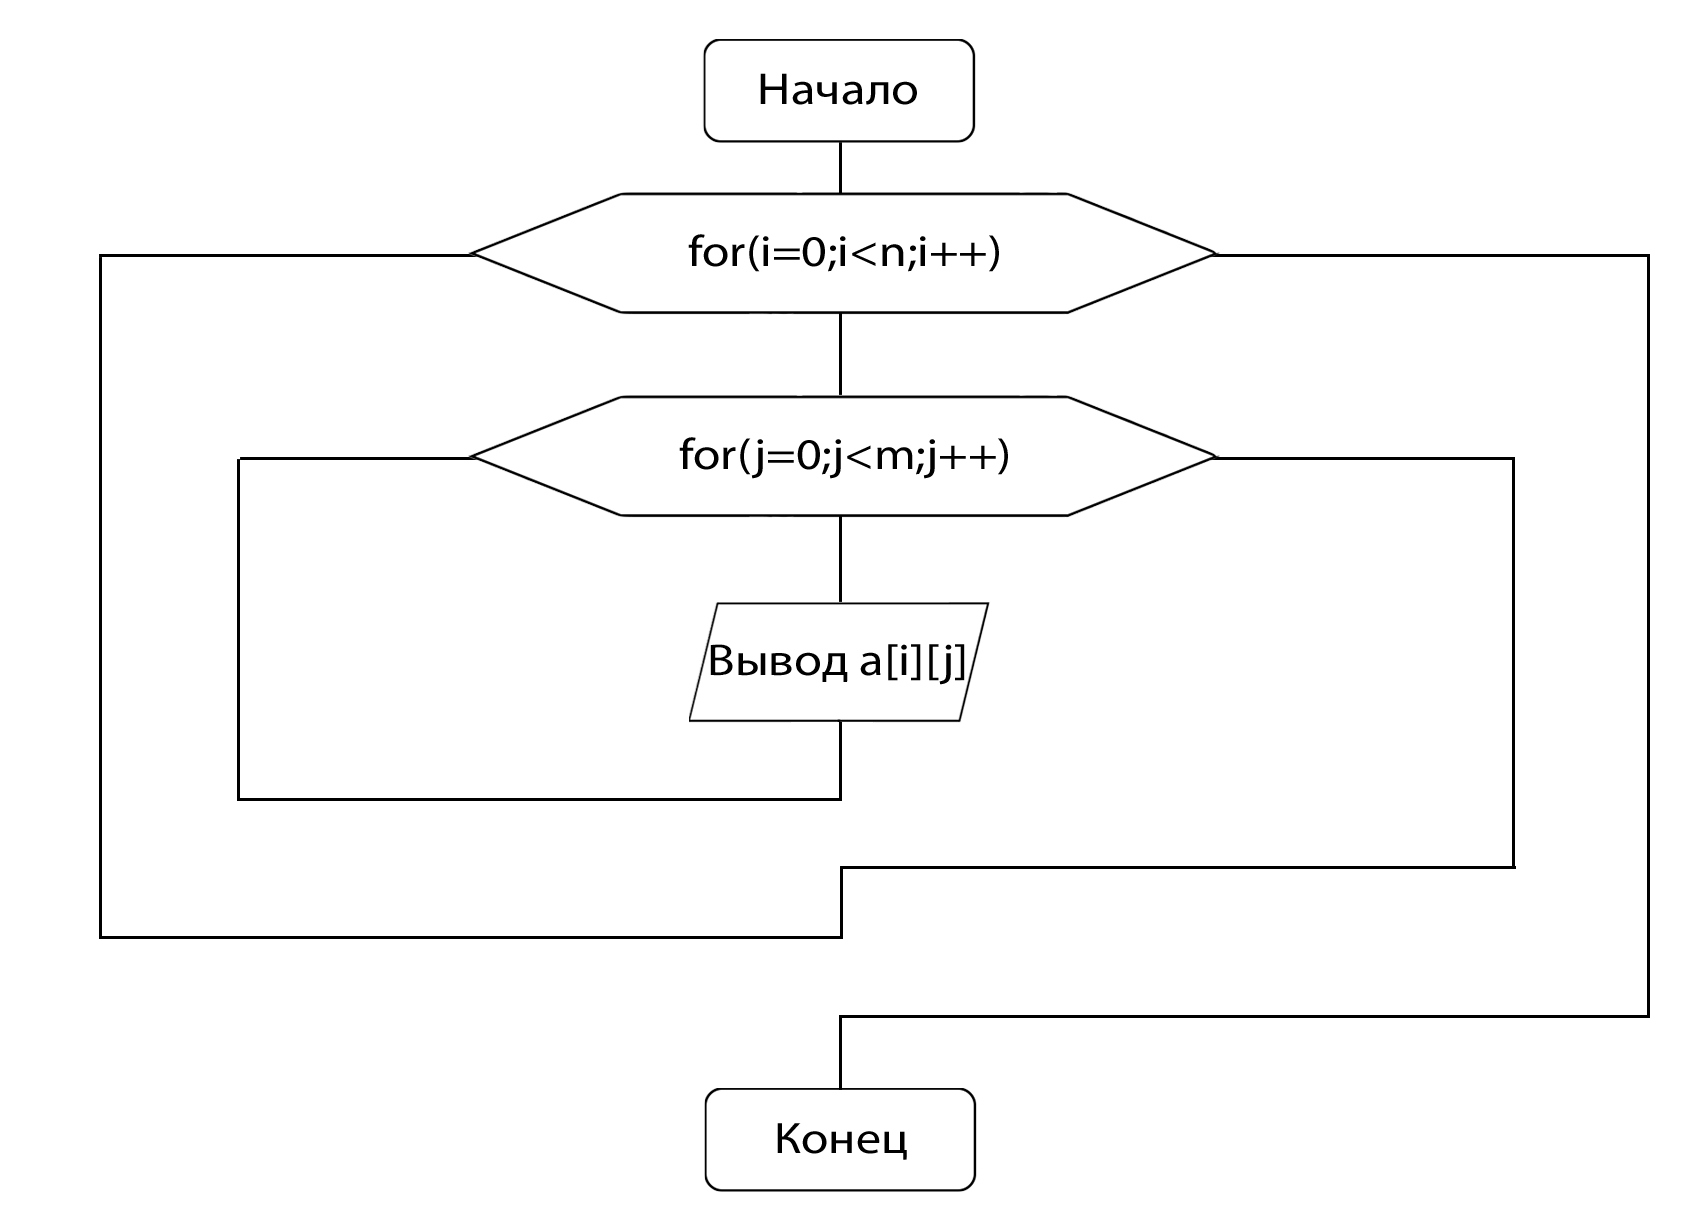 Начало
for(i=0;i<n;i++)
for(j=0;j<m;j++)
Вывод a[i][j]
Конец